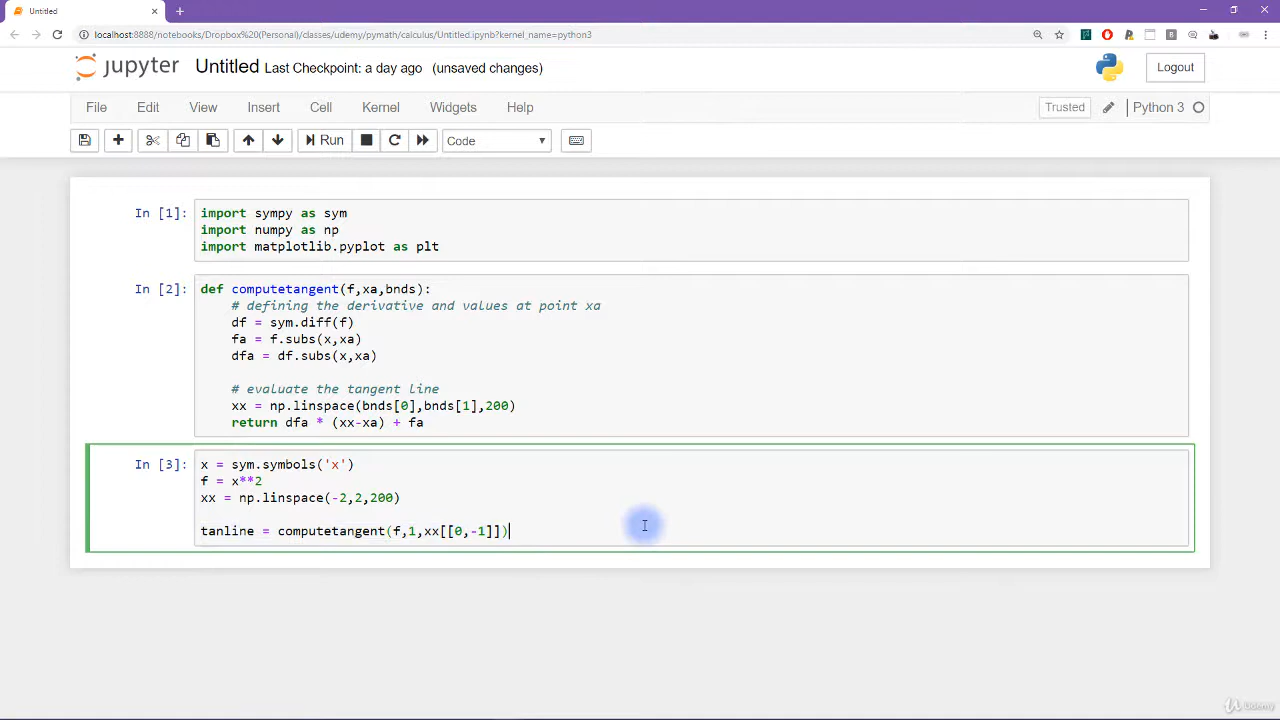 Untitled
localhost:8888/notebooks/Dropbox%20(Personal)/classes/udemy/pymath/calculus/Untitled.ipynb?kernel_name=python3
jupyter Untitled Last Checkpoint: a day ago (unsaved changes) Logout
File Edit View Insert Cell Kernel Widgets Help Trusted Python 3
Run Code
In [1]: import sympy as sym
import numpy as np
import matplotlib.pyplot as plt
In [2]: def computetangent(f,xa,bnds):
# defining the derivative and values at point xa
df = sym.diff(f)
fa = f.subs(x,xa)
dfa = df.subs(x,xa)
# evaluate the tangent line
xx = np.linspace(bnds[0],bnds[1],200)
return dfa * (xx-xa) + fa
In [3]: x = sym.symbols('x')
f = x**2
xx = np.linspace(-2,2,200)
tanline = computetangent(f,1,xx[[0,-1]])
Udemy